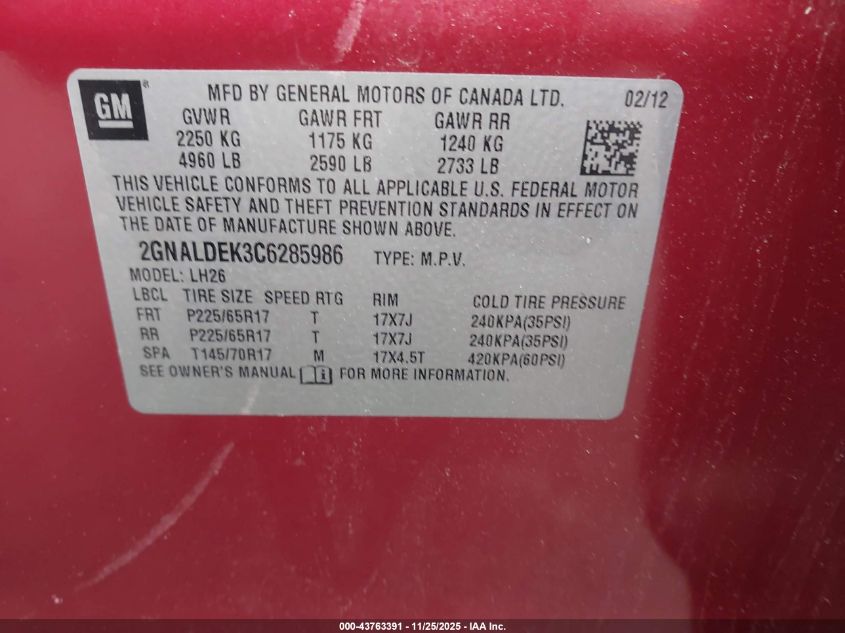 GM ® MFD BY GENERAL MOTORS OF CANADA LTD. 02/12
GVWR GAWR FRT GAWR RR
2250 KG 1175 KG 1240 KG
4960 LB 2590 LB 2733 LB
THIS VEHICLE CONFORMS TO ALL APPLICABLE U.S. FEDERAL MOTOR
VEHICLE SAFETY AND THEFT PREVENTION STANDARDS IN EFFECT ON
THE DATE OF MANUFACTURE SHOWN ABOVE.
2GNALDEK3C6285986 TYPE: M.P.V.
MODEL: LH26
LBCL TIRE SIZE SPEED RTG RIM COLD TIRE PRESSURE
FRT P225/65R17 T 17X7J 240KPA(35PSI)
RR P225/65R17 T 17X7J 240KPA(35PSI)
SPA T145/70R17 M 17X4.5T 420KPA(60PSI)
SEE OWNER'S MANUAL FOR MORE INFORMATION.
000-43763391 - 11/25/2025 - IAA Inc.